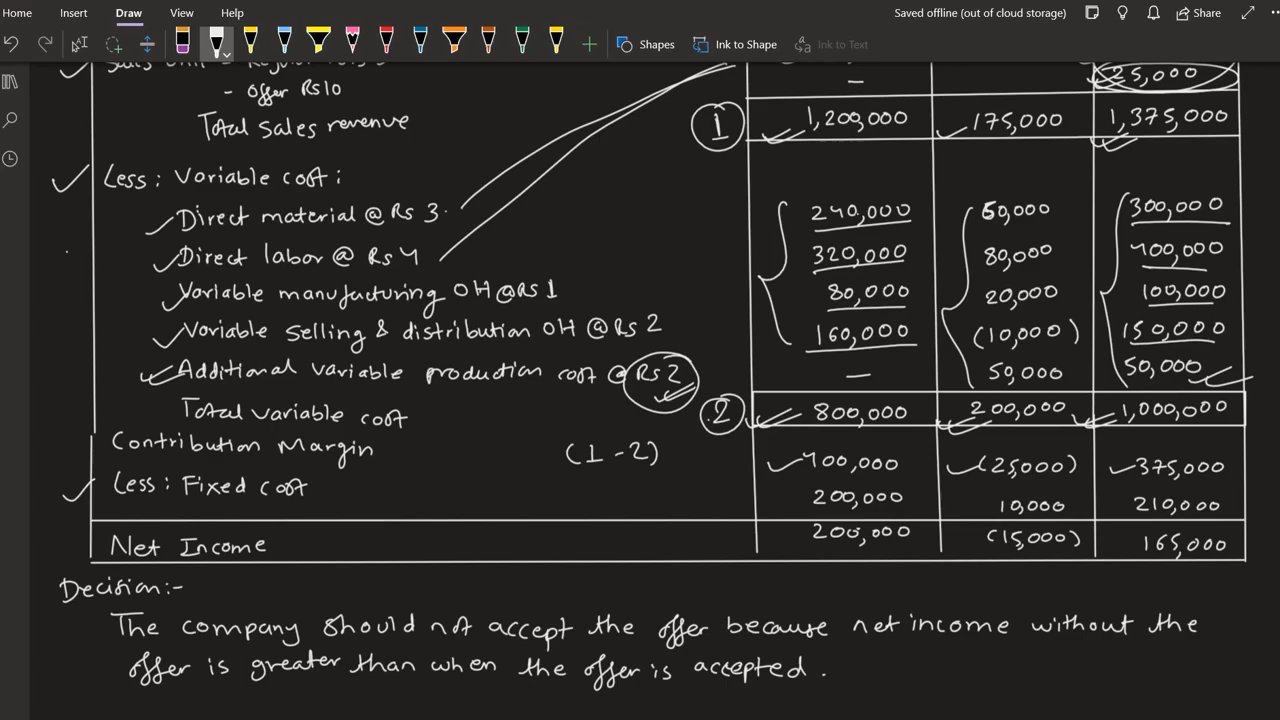 Home Insert Draw View Help Saved offline (out of cloud storage) Share
Shapes Ink to Shape Ink to Text
Sales Unit - Regular
- Offer Rs10 — 25,000
Total Sales revenue 1 1,200,000 175,000 1,375,000
Less : Variable cost :
Direct material @ Rs 3 240,000 60,000 300,000
Direct labor @ Rs 4 320,000 80,000 400,000
Variable manufacturing OH @Rs 1 80,000 20,000 100,000
Variable selling & distribution OH @ Rs 2 160,000 (10,000) 150,000
Additional variable production cost @ Rs 2 — 50,000 50,000
Total variable cost 2 800,000 200,000 1,000,000
Contribution Margin (1-2) 400,000 (25,000) 375,000
Less : Fixed cost 200,000 10,000 210,000
Net Income 200,000 (15,000) 165,000
Decision:-
The company should not accept the offer because net income without the
offer is greater than when the offer is accepted .